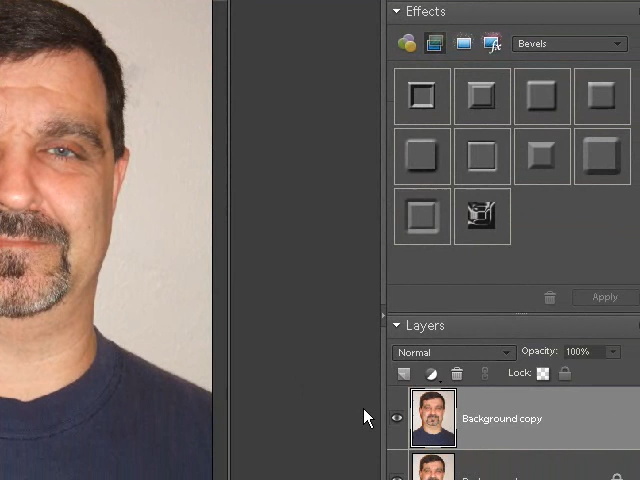 Effects
Bevels
Apply
Layers
Normal Opacity: 100%
Lock:
Background copy